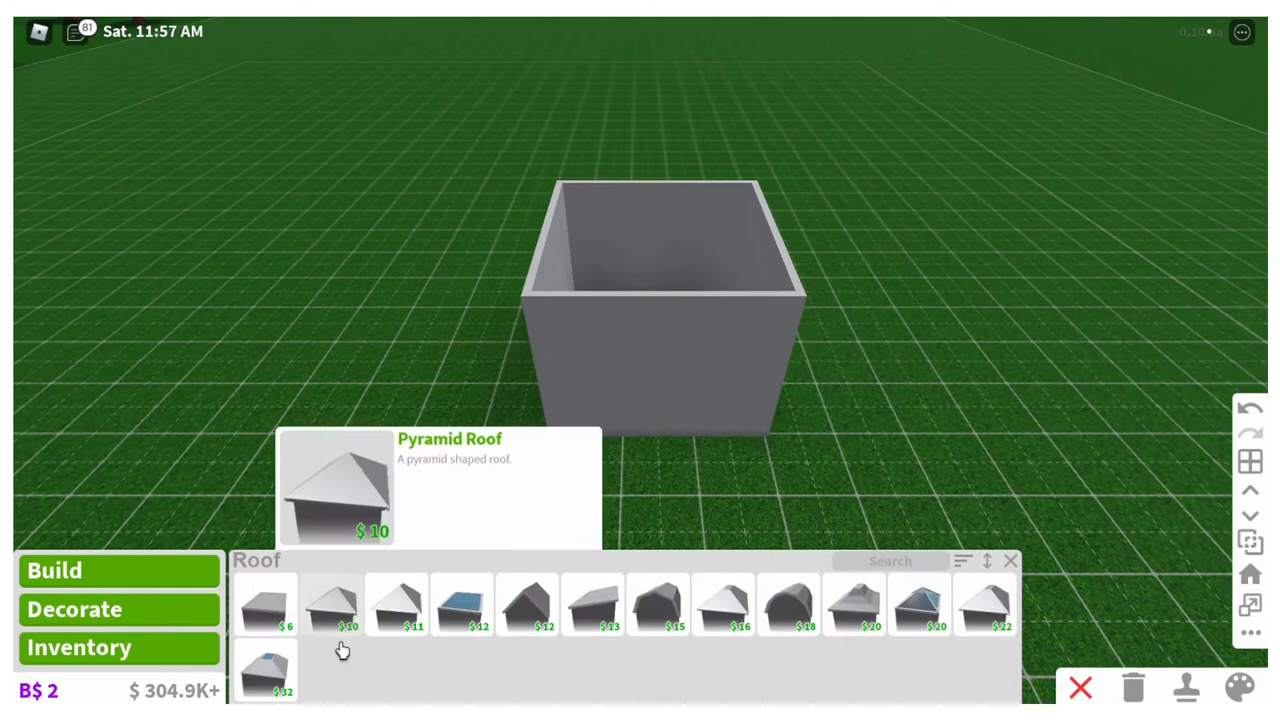 81
Sat. 11:57 AM
Pyramid Roof
A pyramid shaped roof.
$ 10
Roof
Search
Build
Decorate
Inventory
$ 6
$ 10
$ 11
$ 12
$ 12
$ 13
$ 15
$ 16
$ 18
$ 20
$ 20
$ 22
$ 32
B$ 2
$ 304.9K+